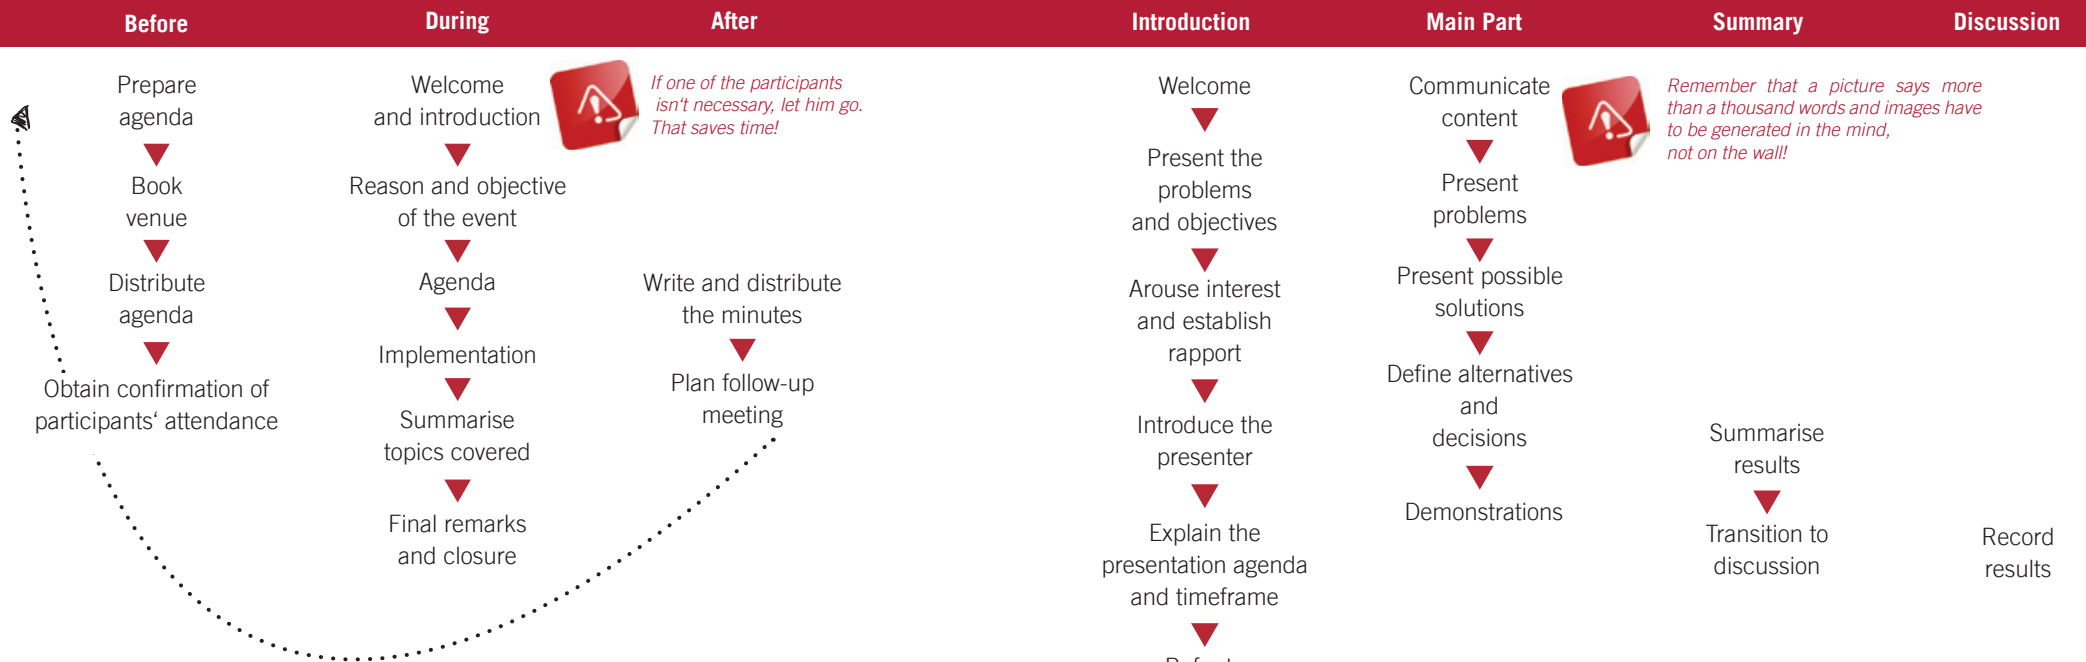 Before
During
After
Prepare
agenda
Book
venue
Distribute
agenda
Obtain confirmation of
participants‘ attendance
Welcome
and introduction
Reason and objective
of the event
Agenda
Implementation
Summarise
topics covered
Final remarks
and closure
If one of the participants
isn't necessary, let him go.
That saves time!
Write and distribute
the minutes
Plan follow-up
meeting
Introduction
Main Part
Summary
Discussion
Welcome
Present the
problems
and objectives
Arouse interest
and establish
rapport
Introduce the
presenter
Explain the
presentation agenda
and timeframe
Communicate
content
Present
problems
Present possible
solutions
Define alternatives
and
decisions
Demonstrations
Remember that a picture says more
than a thousand words and images have
to be generated in the mind,
not on the wall!
Summarise
results
Transition to
discussion
Record
results